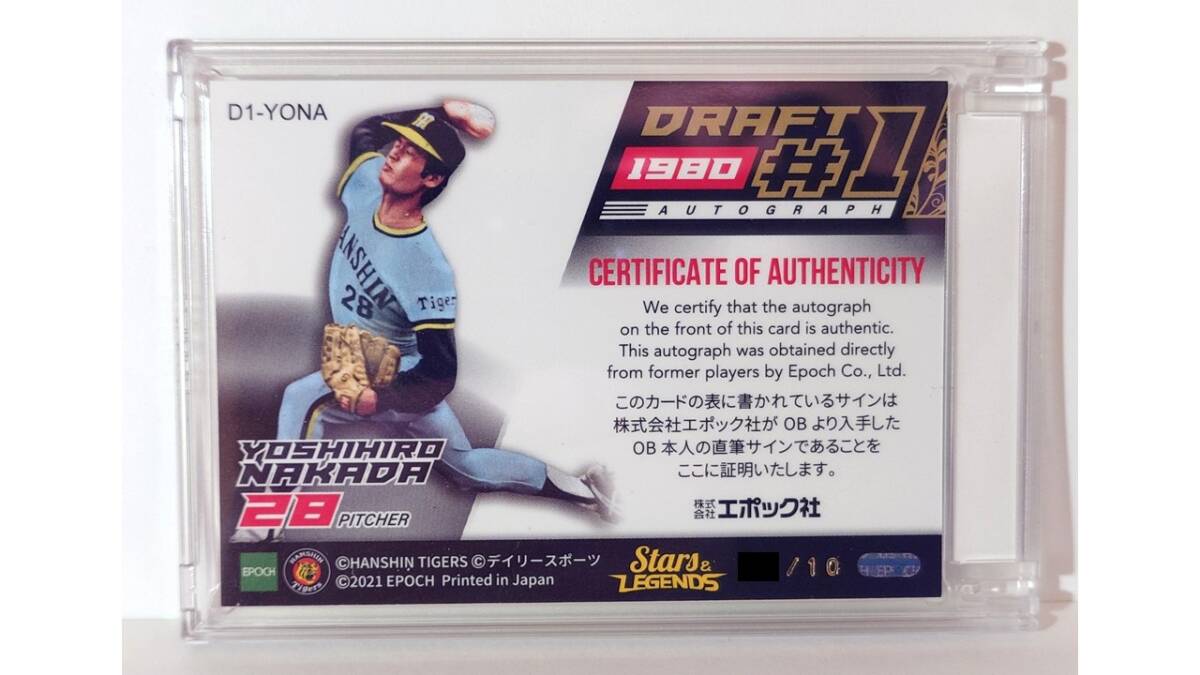 D1-YONA
DRAFT
1980 #1
AUTOGRAPH
CERTIFICATE OF AUTHENTICITY
We certify that the autograph
on the front of this card is authentic.
This autograph was obtained directly
from former players by Epoch Co., Ltd.
このカードの表に書かれているサインは
株式会社エポック社が OB より入手した
OB 本人の直筆サインであることを
ここに証明いたします。
株式会社エポック社
M
HANSHIN
28
Tiger
YOSHIHIRO
NAKADA
28 PITCHER
EPOCH
HANSHIN Tigers
©HANSHIN TIGERS ©デイリースポーツ
©2021 EPOCH Printed in Japan
Stars &
LEGENDS
/10